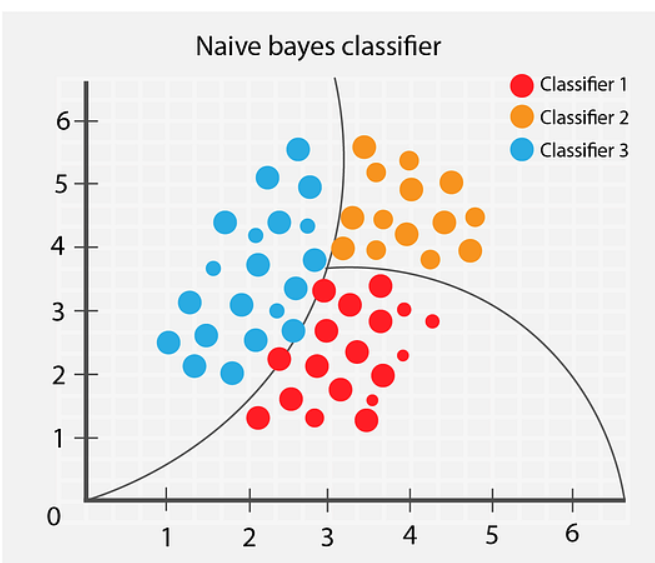 Naive bayes classifier
Classifier 1
Classifier 2
Classifier 3
6
5
4
3
2
1
0
1 2 3 4 5 6